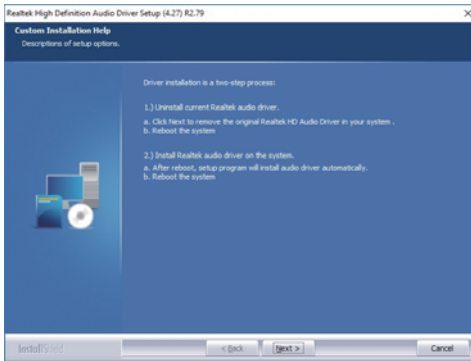 Realtek High Definition Audio Driver Setup (4.27) R2.79
Custom Installation Help
Descriptions of setup options.
Driver installation is a two-step process:
1.) Uninstall current Realtek audio driver.
a. Click Next to remove the original Realtek HD Audio Driver in your system .
b. Reboot the system
2.) Install Realtek audio driver on the system.
a. After reboot, setup program will install audio driver automatically.
b. Reboot the system
InstallShield
< Back Next > Cancel